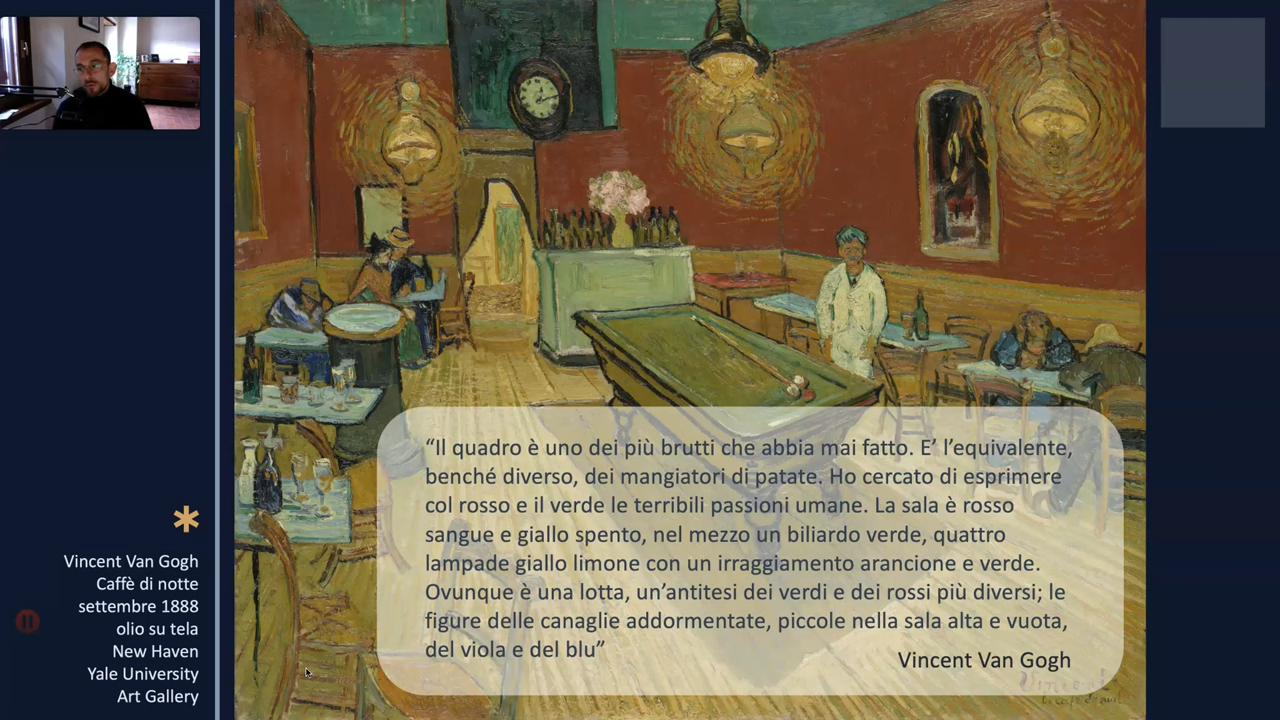 “Il quadro è uno dei più brutti che abbia mai fatto. E’ l’equivalente,
benché diverso, dei mangiatori di patate. Ho cercato di esprimere
col rosso e il verde le terribili passioni umane. La sala è rosso
sangue e giallo spento, nel mezzo un biliardo verde, quattro
lampade giallo limone con un irraggiamento arancione e verde.
Ovunque è una lotta, un’antitesi dei verdi e dei rossi più diversi; le
figure delle canaglie addormentate, piccole nella sala alta e vuota,
del viola e del blu”
Vincent Van Gogh
*
Vincent Van Gogh
Caffè di notte
settembre 1888
olio su tela
New Haven
Yale University
Art Gallery
Vincent